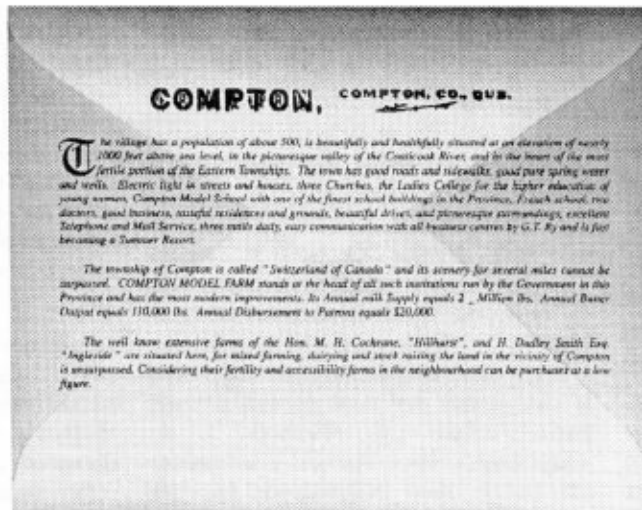 COMPTON, COMPTON, CO., QUE.
The village has a population of about 500, is beautifully and healthfully situated at an elevation of nearly
1000 feet above sea level, in the picturesque valley of the Coaticook River, and in the heart of the most
fertile portion of the Eastern Townships. The town has good roads and sidewalks, good pure spring water
and wells. Electric light in streets and houses, three Churches, the Ladies College for the higher education of
young women, Compton Model School with one of the finest school buildings in the Province, French school, two
doctors, good business, tasteful residences and grounds, beautiful drives, and picturesque surroundings, excellent
Telephone and Mail Service, three mails daily, easy communication with all business centres by G.T. Ry and is fast
becoming a Summer Resort.
The township of Compton is called "Switzerland of Canada" and its scenery for several miles cannot be
surpassed. COMPTON MODEL FARM stands at the head of all such institutions run by the Government in this
Province and has the most modern improvements. Its Annual milk Supply equals 2 _ Million lbs. Annual Butter
Output equals 110,000 lbs. Annual Disbursement to Patrons equals $20,000.
The well know extensive farms of the Hon. M. H. Cochrane, "Hillhurst", and H. Dudley Smith Esq.
"Ingleside" are situated here, for mixed farming, dairying and stock raising the land in the vicinity of Compton
is unsurpassed. Considering their fertility and accessibility farms in the neighbourhood can be purchased at a low
figure.